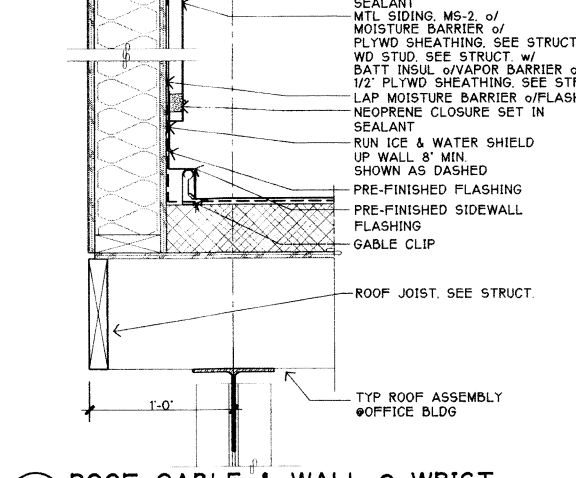 SEALANT
MTL SIDING, MS-2, o/
MOISTURE BARRIER o/
PLYWD SHEATHING, SEE STRUCT
WD STUD, SEE STRUCT. w/
BATT INSUL o/VAPOR BARRIER o
1/2" PLYWD SHEATHING, SEE STR
LAP MOISTURE BARRIER o/FLASH
NEOPRENE CLOSURE SET IN
SEALANT
RUN ICE & WATER SHIELD
UP WALL 8" MIN.
SHOWN AS DASHED
PRE-FINISHED FLASHING
PRE-FINISHED SIDEWALL
FLASHING
GABLE CLIP
ROOF JOIST, SEE STRUCT.
TYP ROOF ASSEMBLY
@OFFICE BLDG
1'-0"
ROOF GABLE & WALL @ WRIST